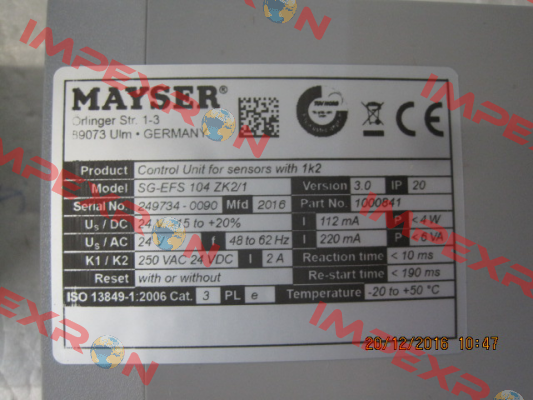 MAYSER®
Örlinger Str. 1-3
89073 Ulm • GERMANY
TÜV NORD
CE
Product Control Unit for sensors with 1k2
Model SG-EFS 104 ZK2/1 Version 3.0 IP 20
Serial No. 249734 - 0090 Mfd 2016 Part No. 1000841
Us / DC 24 V -15 to +20% I 112 mA P < 4 W
Us / AC 24 V f 48 to 62 Hz I 220 mA P < 6 VA
K1 / K2 250 VAC 24 VDC I 2 A Reaction time < 10 ms
Reset with or without Re-start time < 190 ms
ISO 13849-1:2006 Cat. 3 PL e Temperature -20 to +50 °C
20/12/2016 10:47
IMPEXRON